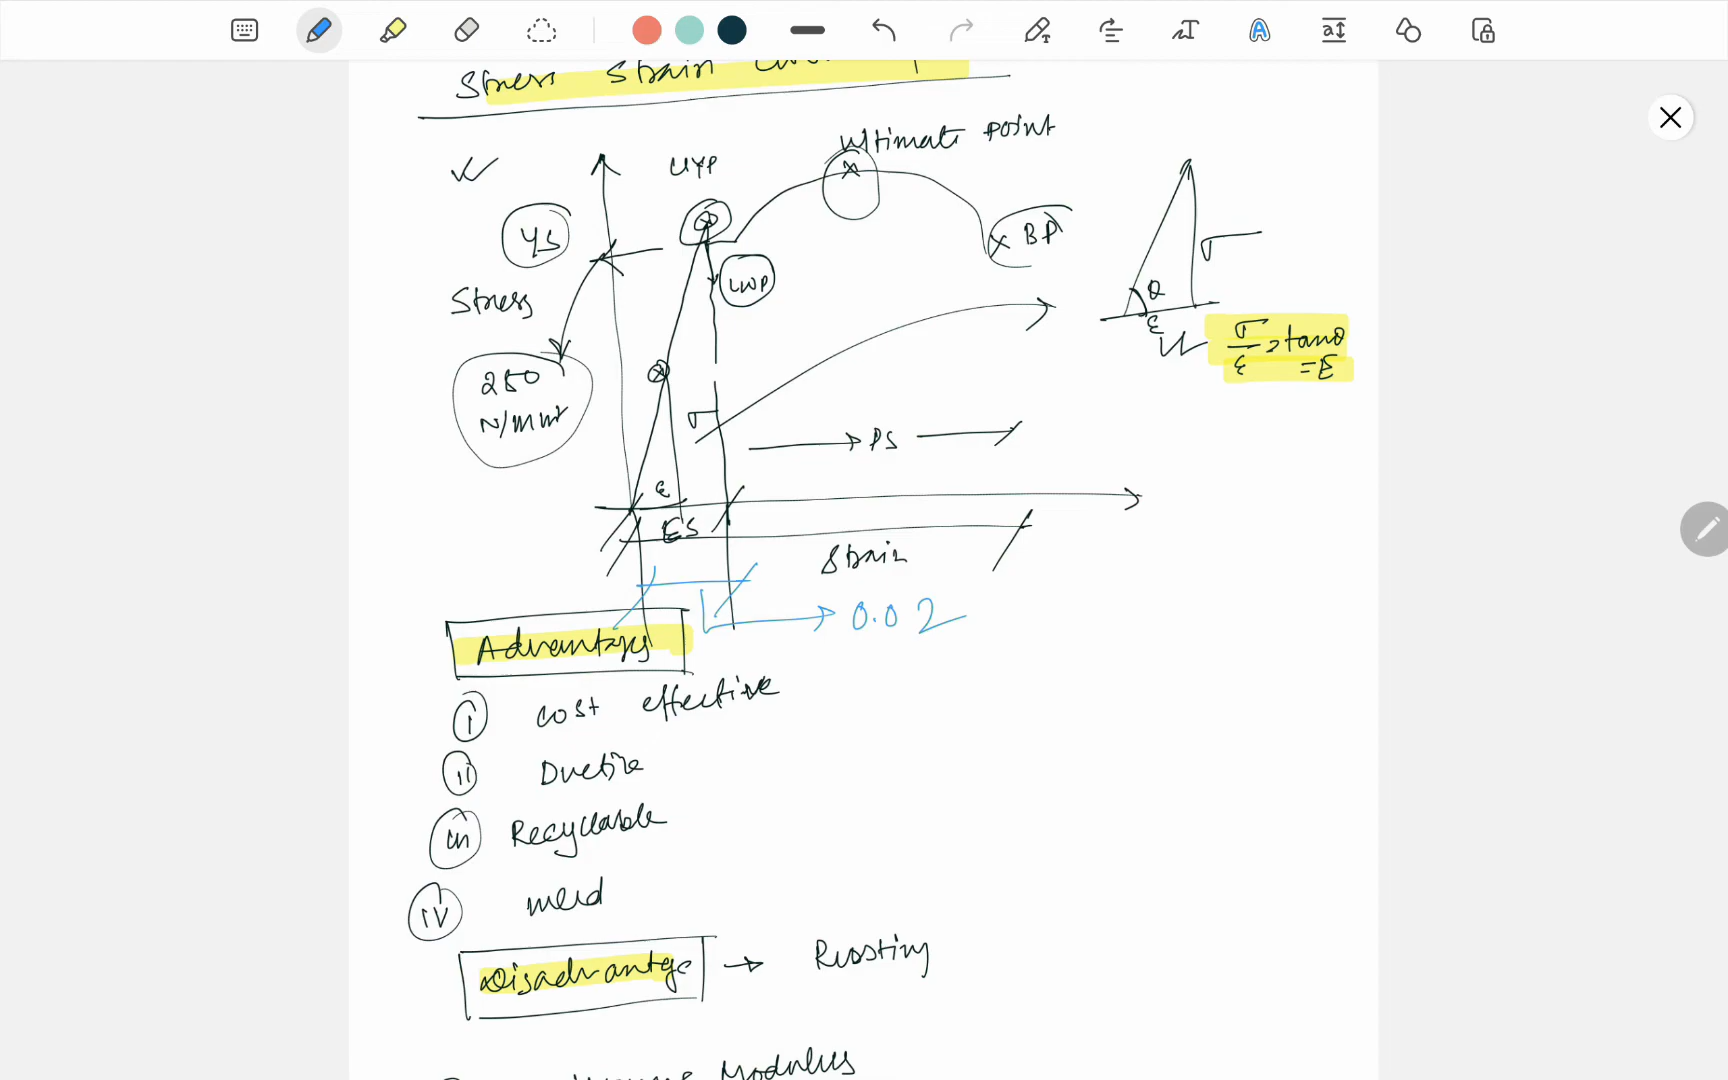 Stress Strain
Ultimate point
UYP
YS
BP
LYP
Stress
σ
θ
ε
σ/ε = tanθ
= E
250
N/mm²
σ
PS
ε
ES
Strain
0.02
Advantages
(i) Cost effective
(ii) Ductile
(iii) Recyclable
(iv) Weld
Disadvantage → Rusting
Modulus